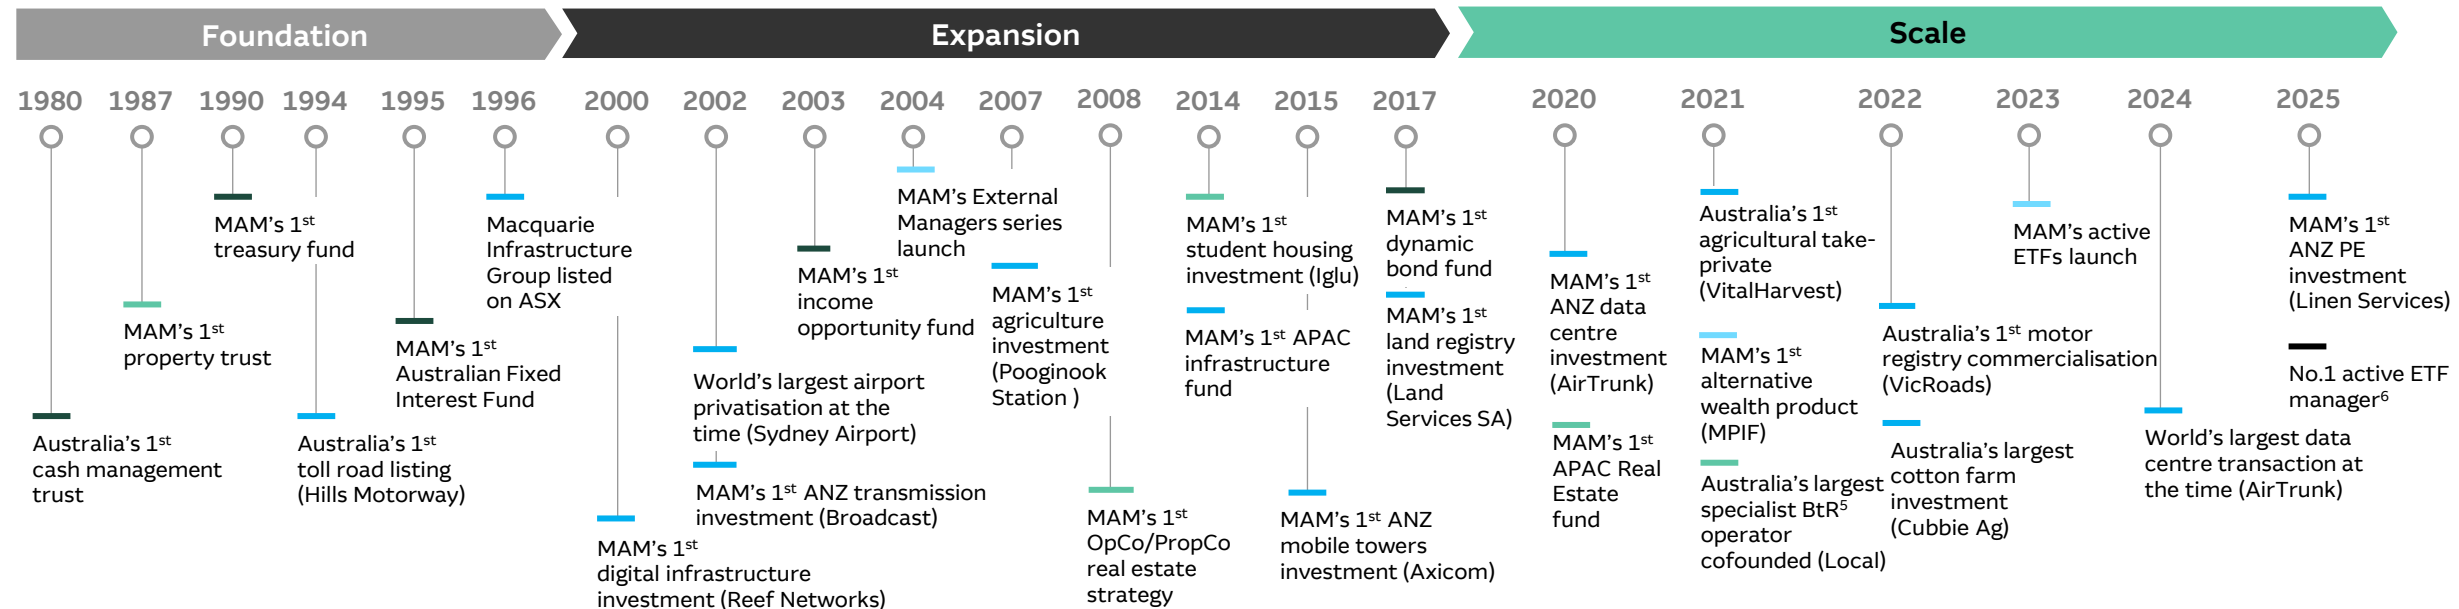 Foundation
Expansion
Scale
1980
1987
1990
1994
1995
1996
2000
2002
2003
2004
2007
2008
2014
2015
2017
2020
2021
2022
2023
2024
2025
Australia’s 1st
cash management
trust
MAM’s 1st
property trust
MAM’s 1st
treasury fund
Australia’s 1st
toll road listing
(Hills Motorway)
MAM’s 1st
Australian Fixed
Interest Fund
Macquarie
Infrastructure
Group listed
on ASX
MAM’s 1st
digital infrastructure
investment (Reef Networks)
World’s largest airport
privatisation at the
time (Sydney Airport)
MAM’s 1st ANZ transmission
investment (Broadcast)
MAM’s 1st
income
opportunity fund
MAM’s External
Managers series
launch
MAM’s 1st
agriculture
investment
(Pooginook
Station )
MAM’s 1st
OpCo/PropCo
real estate
strategy
MAM’s 1st
student housing
investment (Iglu)
MAM’s 1st APAC
infrastructure
fund
MAM’s 1st ANZ
mobile towers
investment (Axicom)
MAM’s 1st
dynamic
bond fund
MAM’s 1st
land registry
investment
(Land
Services SA)
MAM’s 1st
ANZ data
centre
investment
(AirTrunk)
MAM’s 1st
APAC Real
Estate
fund
Australia’s 1st
agricultural take-
private
(VitalHarvest)
MAM’s 1st
alternative
wealth product
(MPIF)
Australia’s largest
specialist BtR5
operator
cofounded (Local)
Australia’s 1st motor
registry commercialisation
(VicRoads)
Australia’s largest
cotton farm
investment
(Cubbie Ag)
MAM’s active
ETFs launch
World’s largest data
centre transaction at
the time (AirTrunk)
MAM’s 1st
ANZ PE
investment
(Linen Services)
No.1 active ETF
manager6